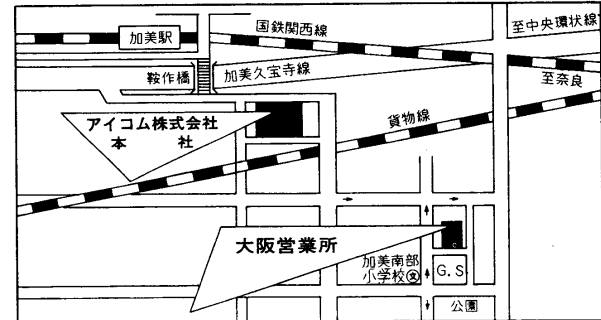 国鉄関西線
至中央環状線
加美駅
鞍作橋
加美久宝寺線
至奈良
アイコム株式会社
本　社
貨物線
大阪営業所
加美南部
小学校文
G.S
公園